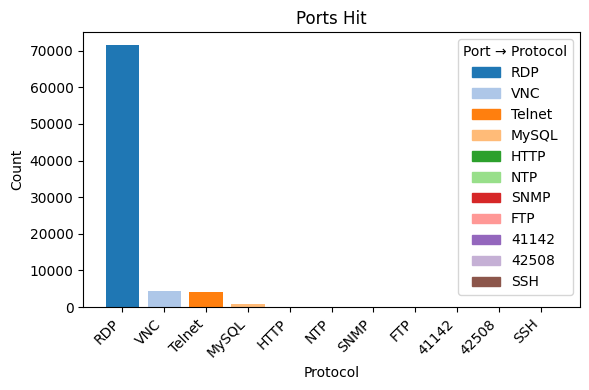 Ports Hit
Count
70000
60000
50000
40000
30000
20000
10000
0
Port → Protocol
RDP
VNC
Telnet
MySQL
HTTP
NTP
SNMP
FTP
41142
42508
SSH
RDP
VNC
Telnet
MySQL
HTTP
NTP
SNMP
FTP
41142
42508
SSH
Protocol